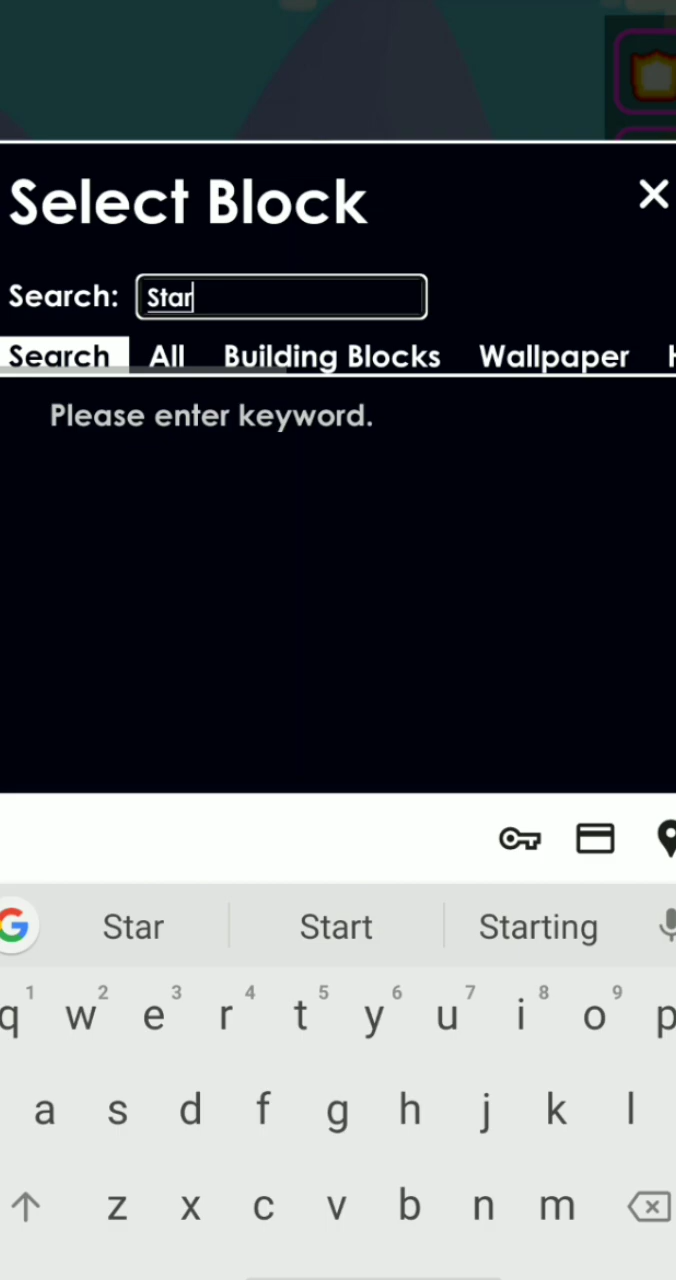 Select Block
Search: Star
Search All Building Blocks Wallpaper
Please enter keyword.
Star Start Starting
1 2 3 4 5 6 7 8 9
q w e r t y u i o p
a s d f g h j k l
z x c v b n m